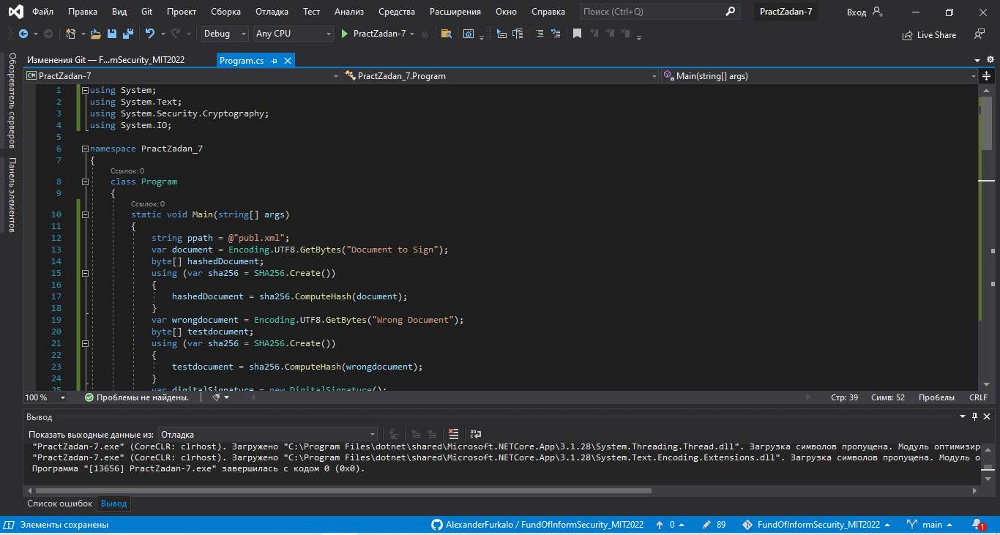 Файл Правка Вид Git Проект Сборка Отладка Тест Анализ Средства Расширения Окно Справка Поиск (Ctrl+Q) PractZadan-7 Вход
Debug Any CPU PractZadan-7 Live Share
Обозреватель серверов
Панель элементов
Изменения Git — F...mSecurity_MIT2022 Program.cs
C# PractZadan-7 PractZadan_7.Program Main(string[] args)
1 using System;
2 using System.Text;
3 using System.Security.Cryptography;
4 using System.IO;
5
6 namespace PractZadan_7
7 {
Ссылок: 0
8 class Program
9 {
Ссылок: 0
10 static void Main(string[] args)
11 {
12 string ppath = @"publ.xml";
13 var document = Encoding.UTF8.GetBytes("Document to Sign");
14 byte[] hashedDocument;
15 using (var sha256 = SHA256.Create())
16 {
17 hashedDocument = sha256.ComputeHash(document);
18 }
19 var wrongdocument = Encoding.UTF8.GetBytes("Wrong Document");
20 byte[] testdocument;
21 using (var sha256 = SHA256.Create())
22 {
23 testdocument = sha256.ComputeHash(wrongdocument);
24 }
25 var digitalSignature = new DigitalSignature();
100 % Проблемы не найдены. Стр: 39 Симв: 52 Пробелы CRLF
Вывод
Показать выходные данные из: Отладка
"PractZadan-7.exe" (CoreCLR: clrhost). Загружено "C:\Program Files\dotnet\shared\Microsoft.NETCore.App\3.1.28\System.Threading.Thread.dll". Загрузка символов пропущена. Модуль оптимизир
"PractZadan-7.exe" (CoreCLR: clrhost). Загружено "C:\Program Files\dotnet\shared\Microsoft.NETCore.App\3.1.28\System.Text.Encoding.Extensions.dll". Загрузка символов пропущена. Модуль о
Программа "[13656] PractZadan-7.exe" завершилась с кодом 0 (0x0).
Список ошибок Вывод
Элементы сохранены AlexanderFurkalo / FundOfInformSecurity_MIT2022 0 89 FundOfInformSecurity_MIT2022 main 1